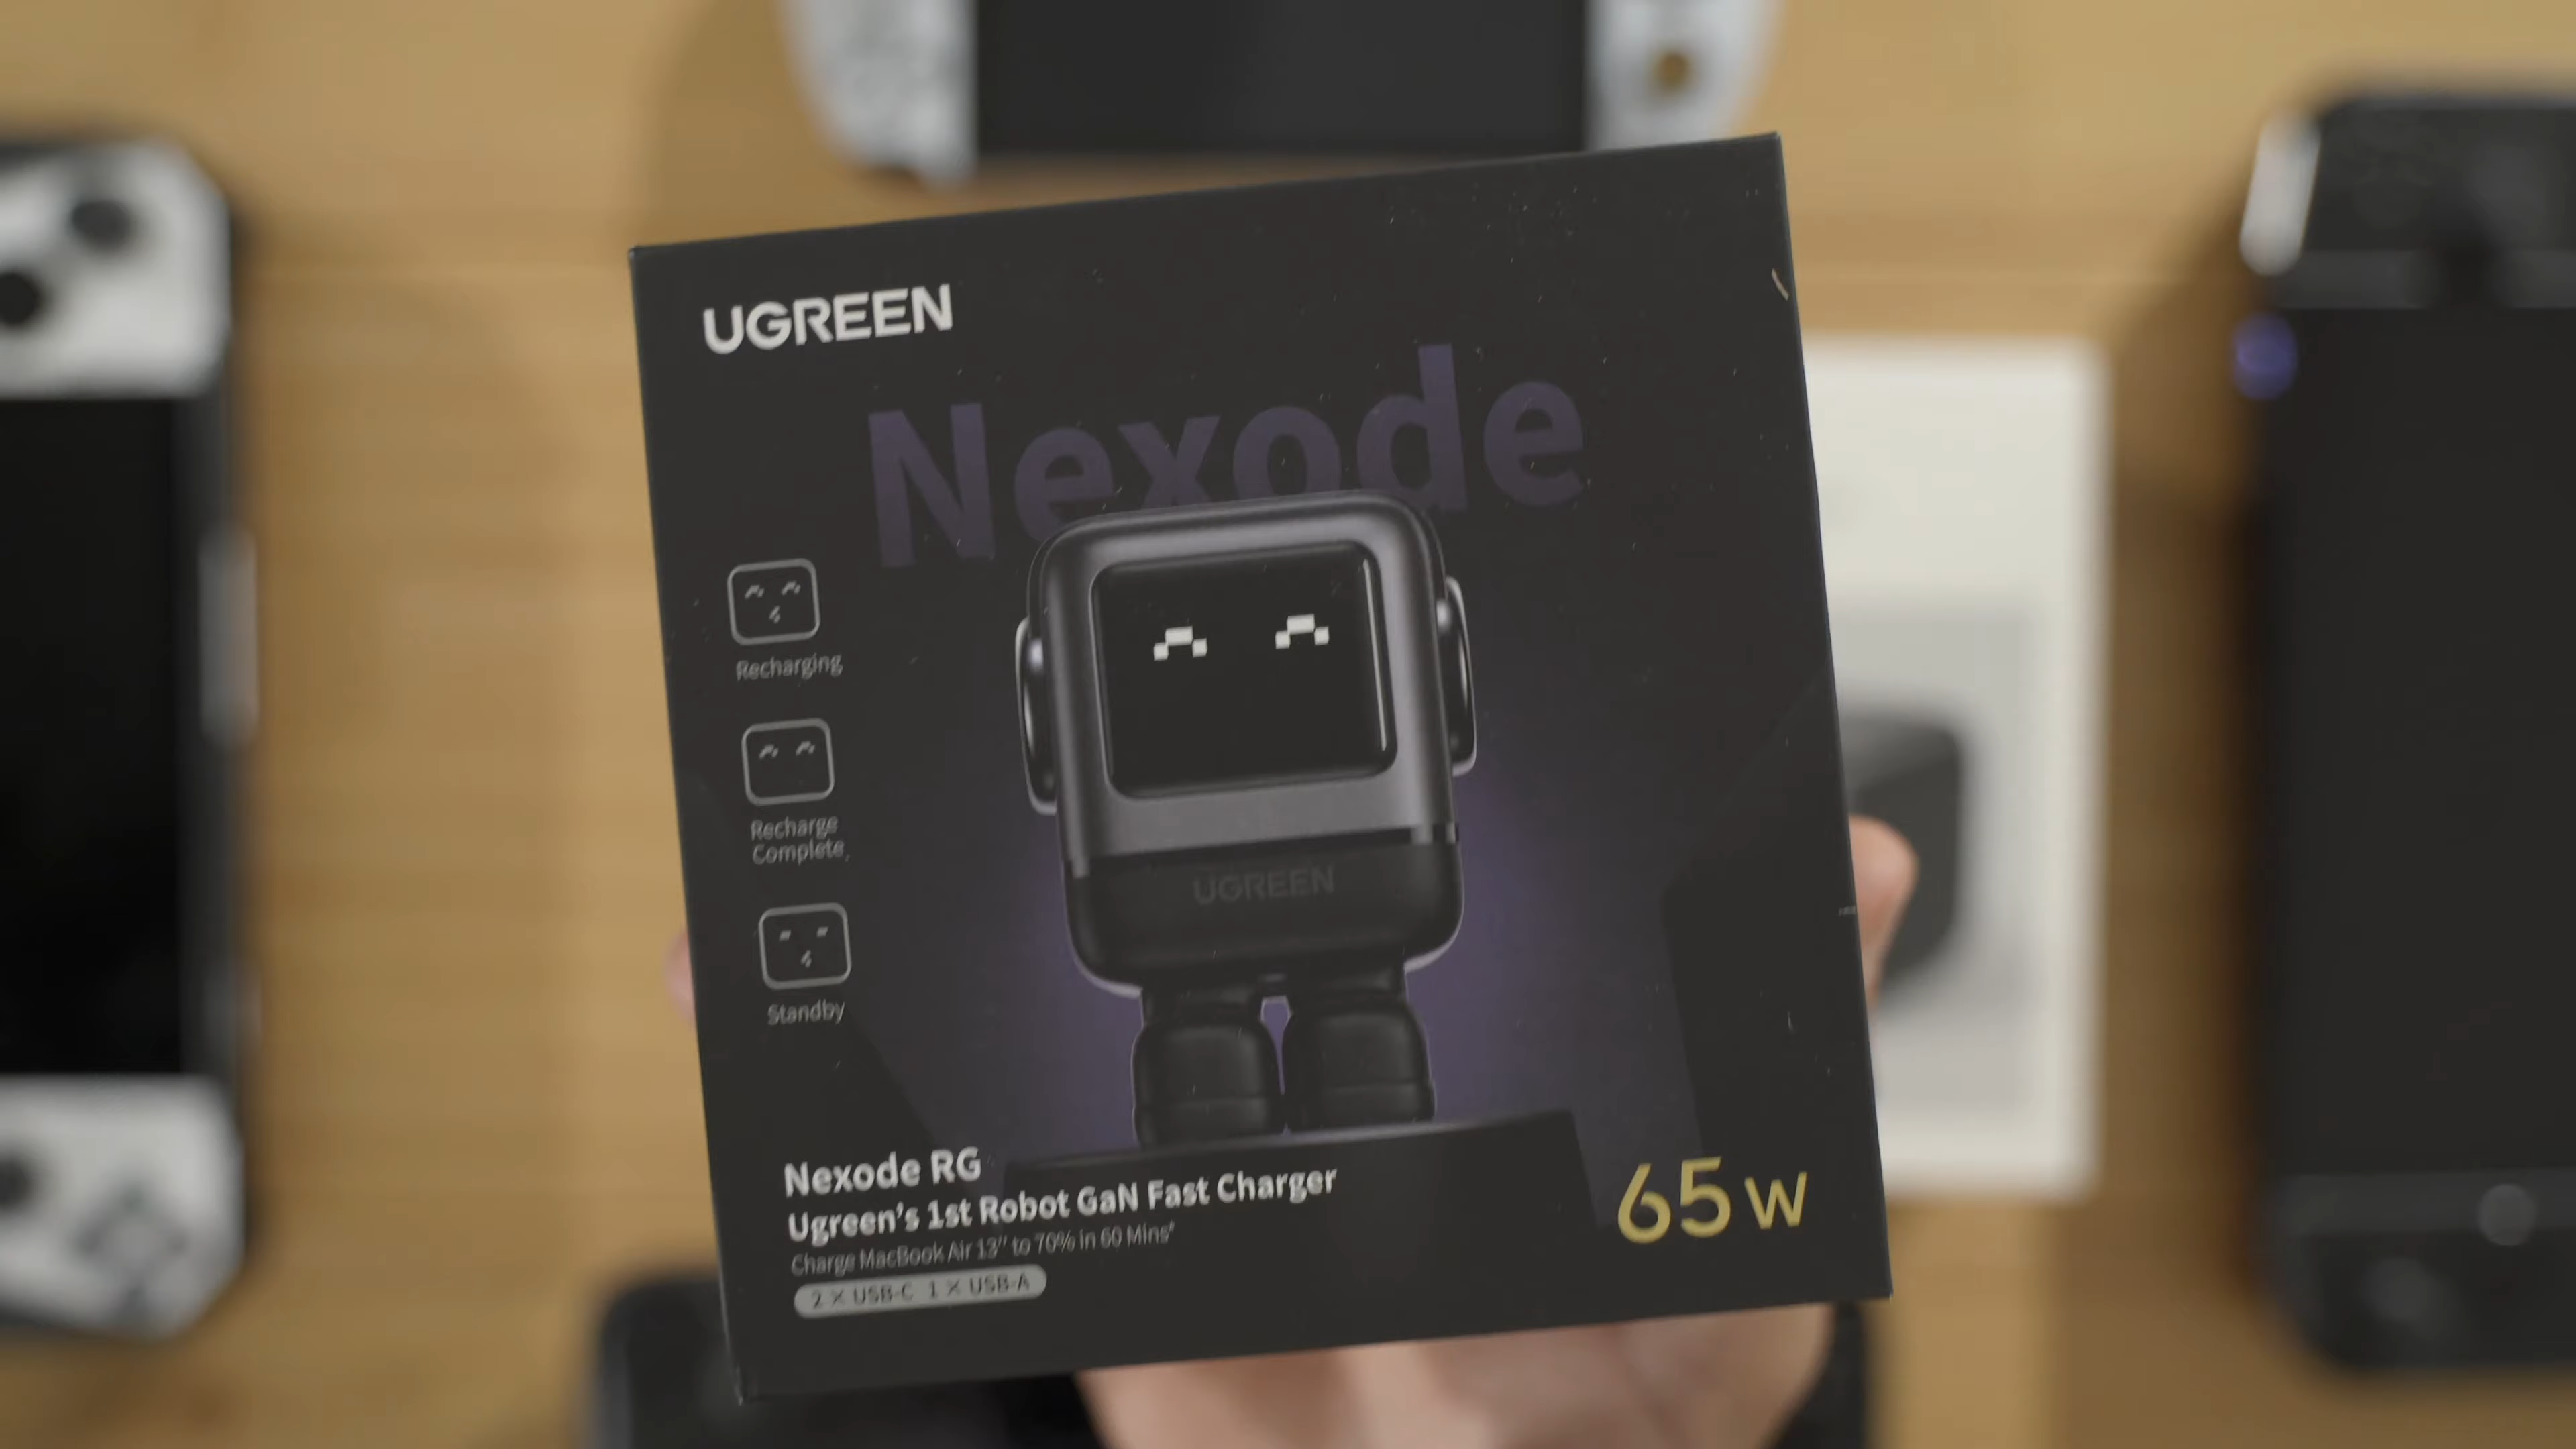 UGREEN
Nexode
Recharging
Recharge
Complete
Standby
UGREEN
Nexode RG
Ugreen's 1st Robot GaN Fast Charger
Charge MacBook Air 13" to 70% in 60 Mins*
2 × USB-C 1 × USB-A
65W